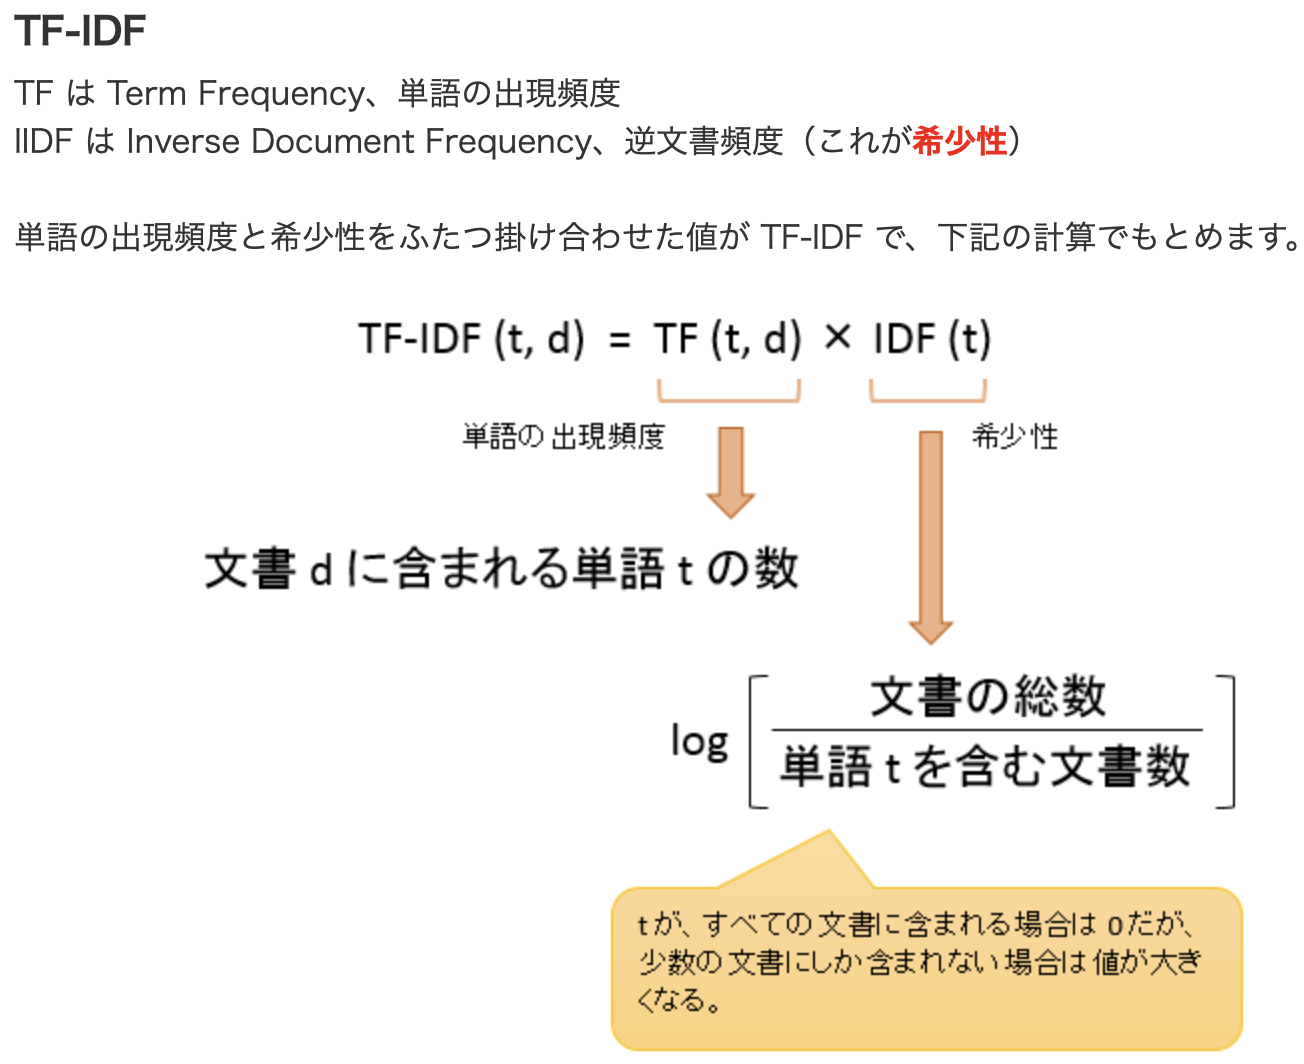 TF-IDF
TF は Term Frequency、単語の出現頻度
IIDF は Inverse Document Frequency、逆文書頻度（これが希少性）
単語の出現頻度と希少性をふたつ掛け合わせた値が TF-IDF で、下記の計算でもとめます。
TF-IDF (t, d) = TF (t, d) × IDF (t)
単語の出現頻度
希少性
文書 d に含まれる単語 t の数
文書の総数
log
単語 t を含む文書数
tが、すべての文書に含まれる場合は 0だが、
少数の文書にしか含まれない場合は値が大き
くなる。